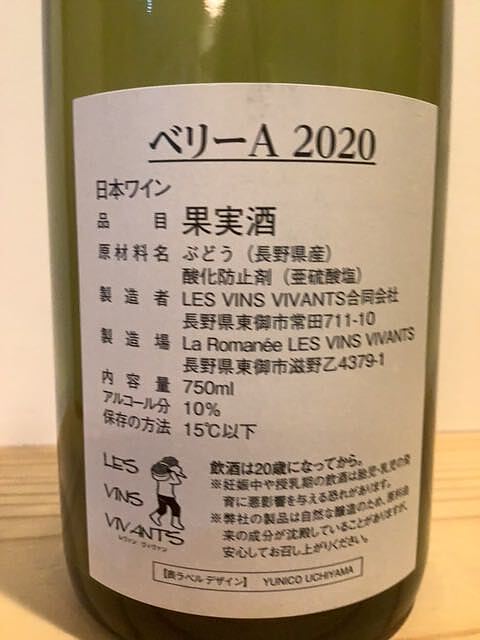 ベリーA 2020
日本ワイン
品目 果実酒
原材料名 ぶどう（長野県産）
酸化防止剤（亜硫酸塩）
製造者 LES VINS VIVANTS合同会社
長野県東御市常田711-10
製造場 La Romanée LES VINS VIVANTS
長野県東御市滋野乙4379-1
内容量 750ml
アルコール分 10%
保存の方法 15℃以下
LES
VINS
VIVANTS
レヴァン ヴィヴァン
飲酒は20歳になってから。
※妊娠中や授乳期の飲酒は胎児・乳児の発
育に悪影響を与える恐れがあります。
※弊社の製品は自然な醸造のため、原料由
来の成分が沈殿していることがありますが、
安心してお召し上がりください。
【表ラベル デザイン】 YUNICO UCHIYAMA